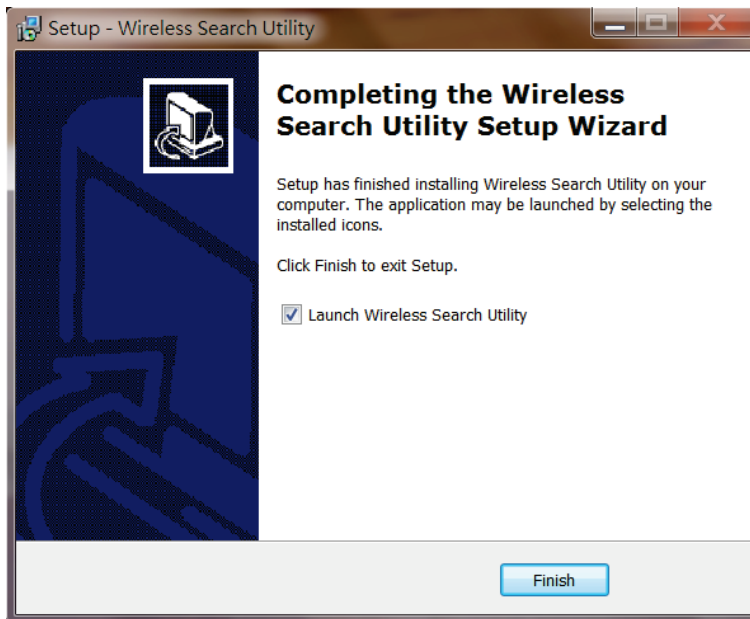 Setup - Wireless Search Utility
Completing the Wireless
Search Utility Setup Wizard
Setup has finished installing Wireless Search Utility on your
computer. The application may be launched by selecting the
installed icons.
Click Finish to exit Setup.
Launch Wireless Search Utility
Finish